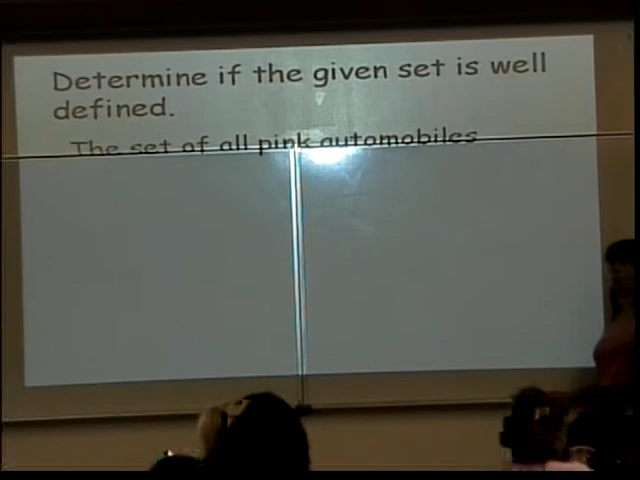 Determine if the given set is well
defined.
The set of all pink automobiles